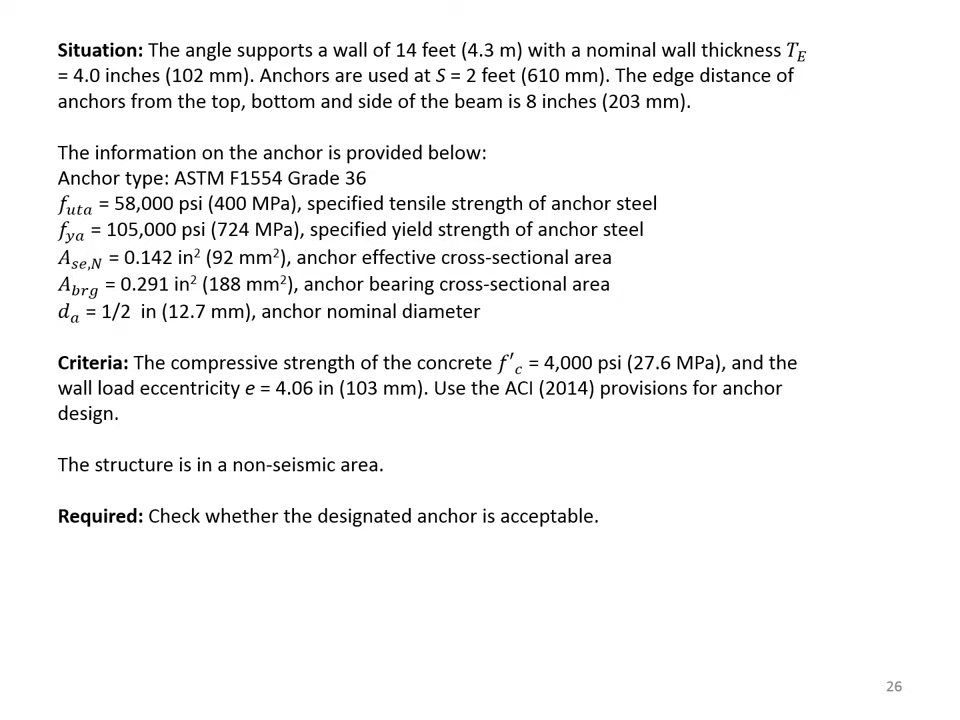 Situation: The angle supports a wall of 14 feet (4.3 m) with a nominal wall thickness T_E
= 4.0 inches (102 mm). Anchors are used at S = 2 feet (610 mm). The edge distance of
anchors from the top, bottom and side of the beam is 8 inches (203 mm).
The information on the anchor is provided below:
Anchor type: ASTM F1554 Grade 36
f_uta = 58,000 psi (400 MPa), specified tensile strength of anchor steel
f_ya = 105,000 psi (724 MPa), specified yield strength of anchor steel
A_se,N = 0.142 in² (92 mm²), anchor effective cross-sectional area
A_brg = 0.291 in² (188 mm²), anchor bearing cross-sectional area
d_a = 1/2 in (12.7 mm), anchor nominal diameter
Criteria: The compressive strength of the concrete f′_c = 4,000 psi (27.6 MPa), and the
wall load eccentricity e = 4.06 in (103 mm). Use the ACI (2014) provisions for anchor
design.
The structure is in a non-seismic area.
Required: Check whether the designated anchor is acceptable.
26